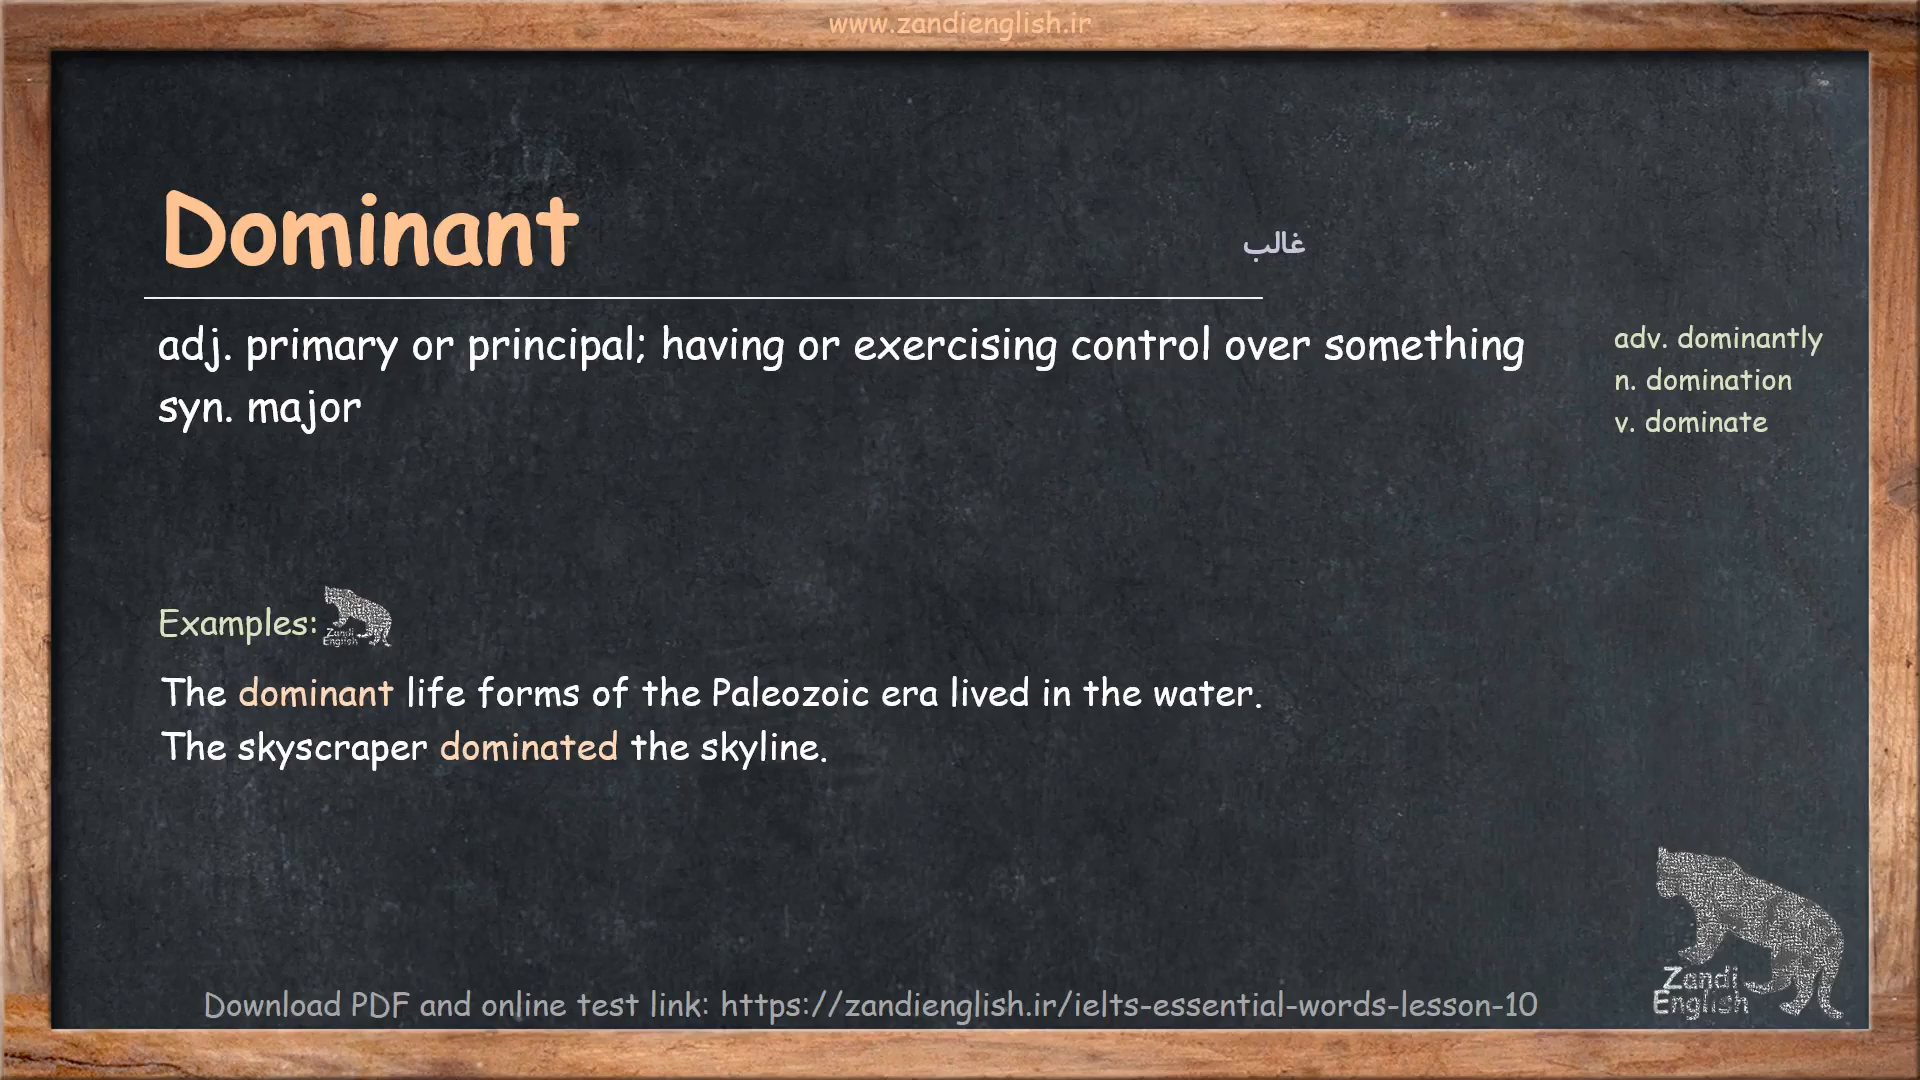 www.zandienglish.ir
Dominant
غالب
adj. primary or principal; having or exercising control over something
syn. major
adv. dominantly
n. domination
v. dominate
Examples:
Zandi
English
The dominant life forms of the Paleozoic era lived in the water.
The skyscraper dominated the skyline.
Zandi
English
Download PDF and online test link: https://zandienglish.ir/ielts-essential-words-lesson-10